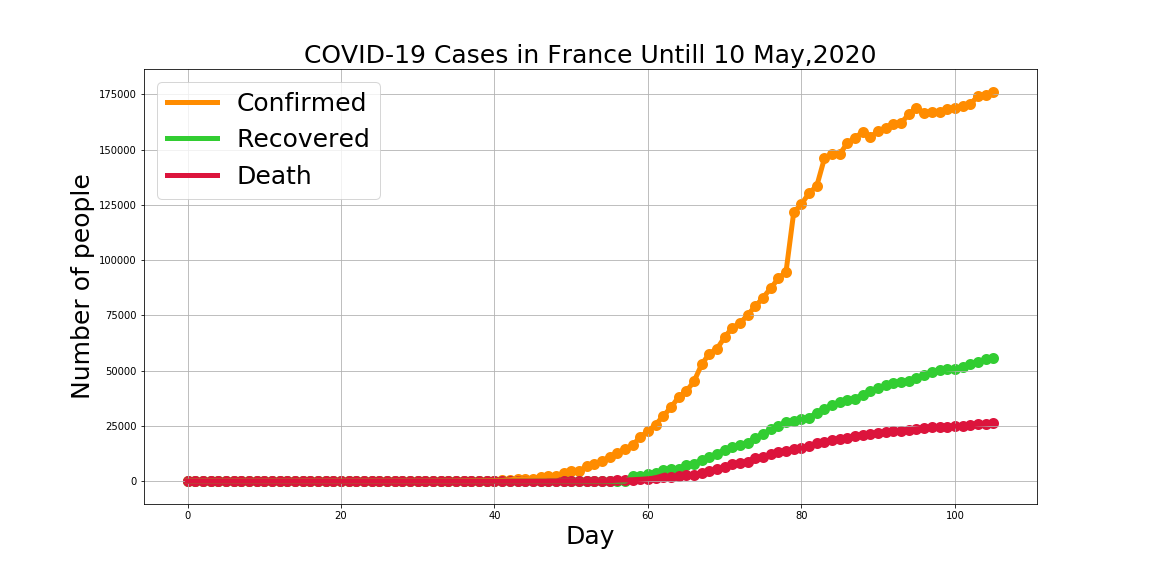 COVID-19 Cases in France Untill 10 May,2020
Confirmed
Recovered
Death
Number of people
175000
150000
125000
100000
75000
50000
25000
0
0 20 40 60 80 100
Day